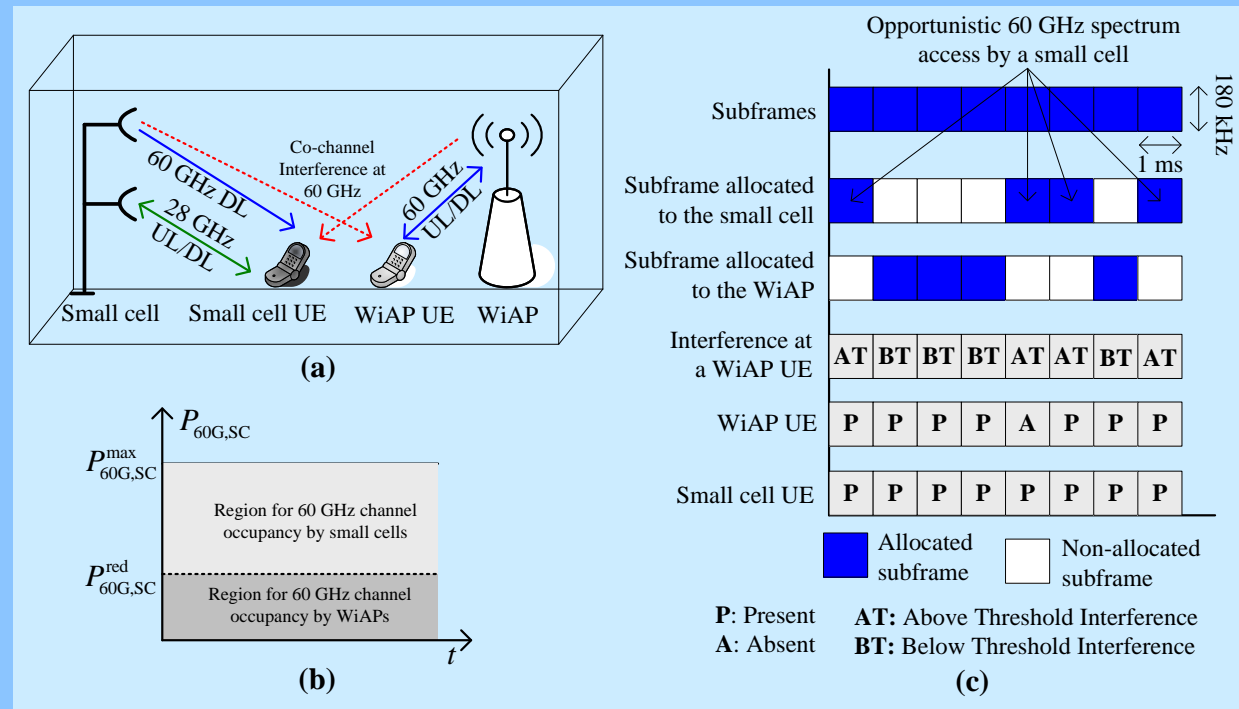 Co-channel
Interference at
60 GHz
60 GHz DL
28 GHz
UL/DL
60 GHz
UL/DL
Small cell
Small cell UE
WiAP UE
WiAP
(a)
P60G,SC
Pmax60G,SC
Pred60G,SC
Region for 60 GHz channel
occupancy by small cells
Region for 60 GHz channel
occupancy by WiAPs
t
(b)
Opportunistic 60 GHz spectrum
access by a small cell
Subframes
180 kHz
1 ms
Subframe allocated
to the small cell
Subframe allocated
to the WiAP
Interference at
a WiAP UE
AT BT BT BT AT AT BT AT
WiAP UE
P P P P A P P P
Small cell UE
P P P P P P P P
Allocated
subframe
Non-allocated
subframe
P: Present
AT: Above Threshold Interference
A: Absent
BT: Below Threshold Interference
(c)